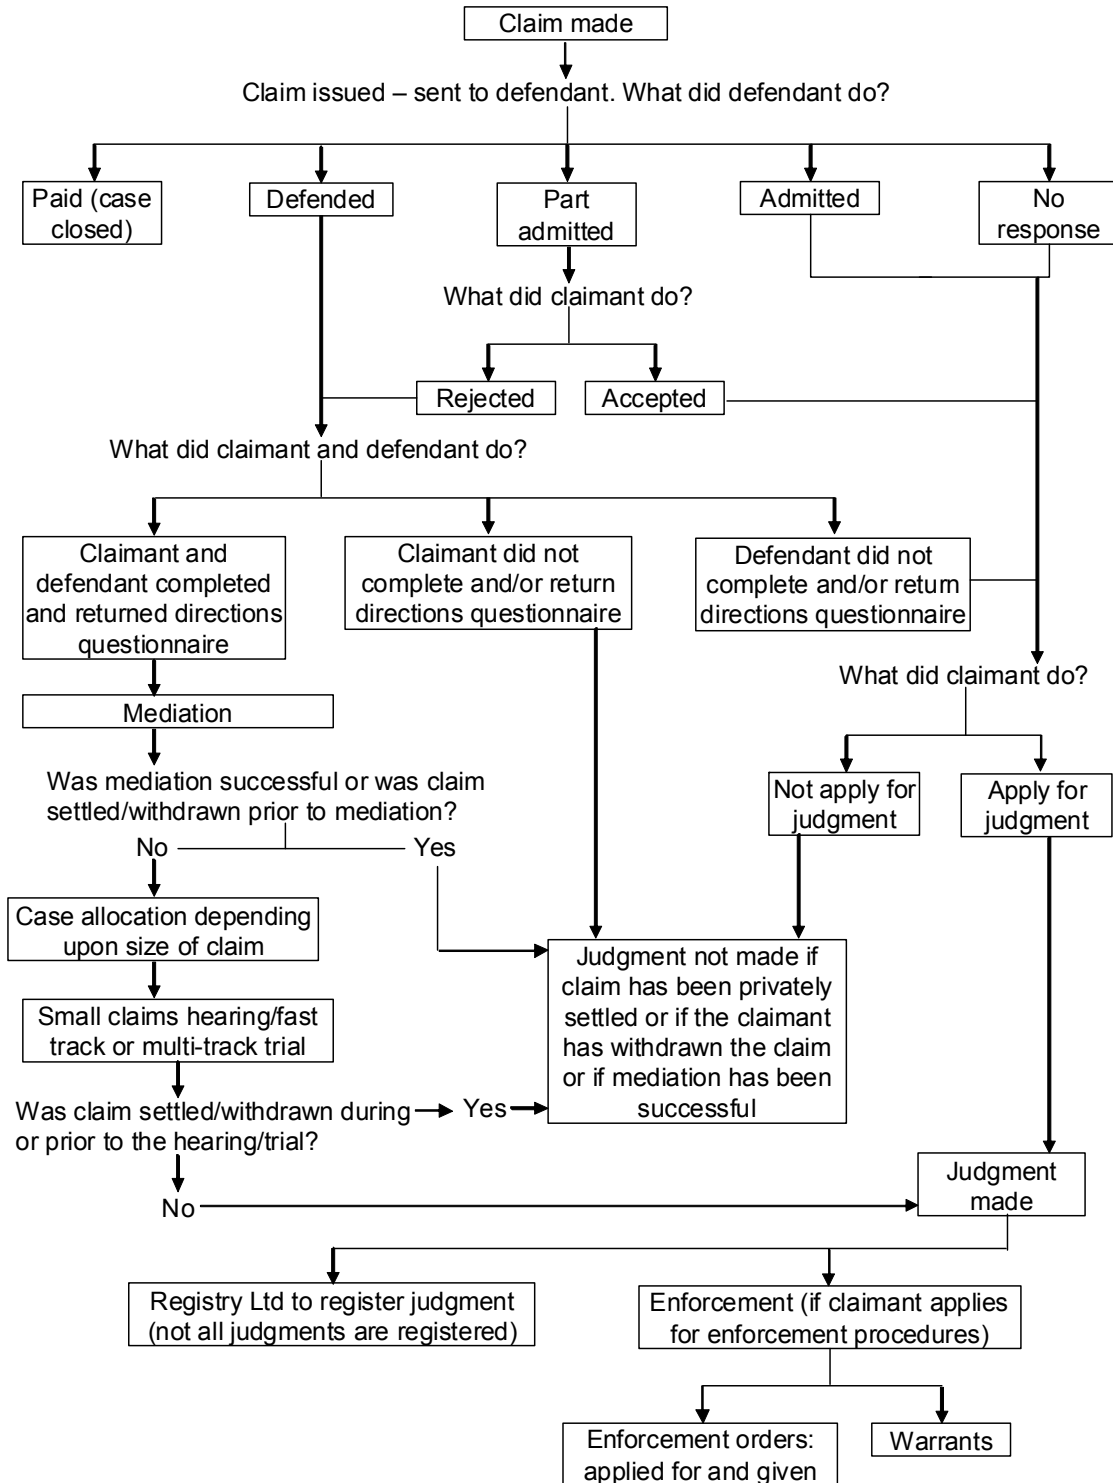 Claim made
Claim issued – sent to defendant. What did defendant do?
Paid (case
closed)
Defended
Part
admitted
Admitted
No
response
What did claimant do?
Rejected
Accepted
What did claimant and defendant do?
Claimant and
defendant completed
and returned directions
questionnaire
Claimant did not
complete and/or return
directions questionnaire
Defendant did not
complete and/or return
directions questionnaire
What did claimant do?
Mediation
Was mediation successful or was claim
settled/withdrawn prior to mediation?
Not apply for
judgment
Apply for
judgment
No
Yes
Case allocation depending
upon size of claim
Judgment not made if
claim has been privately
settled or if the claimant
has withdrawn the claim
or if mediation has been
successful
Small claims hearing/fast
track or multi-track trial
Was claim settled/withdrawn during
or prior to the hearing/trial?
Yes
No
Judgment
made
Registry Ltd to register judgment
(not all judgments are registered)
Enforcement (if claimant applies
for enforcement procedures)
Enforcement orders:
applied for and given
Warrants